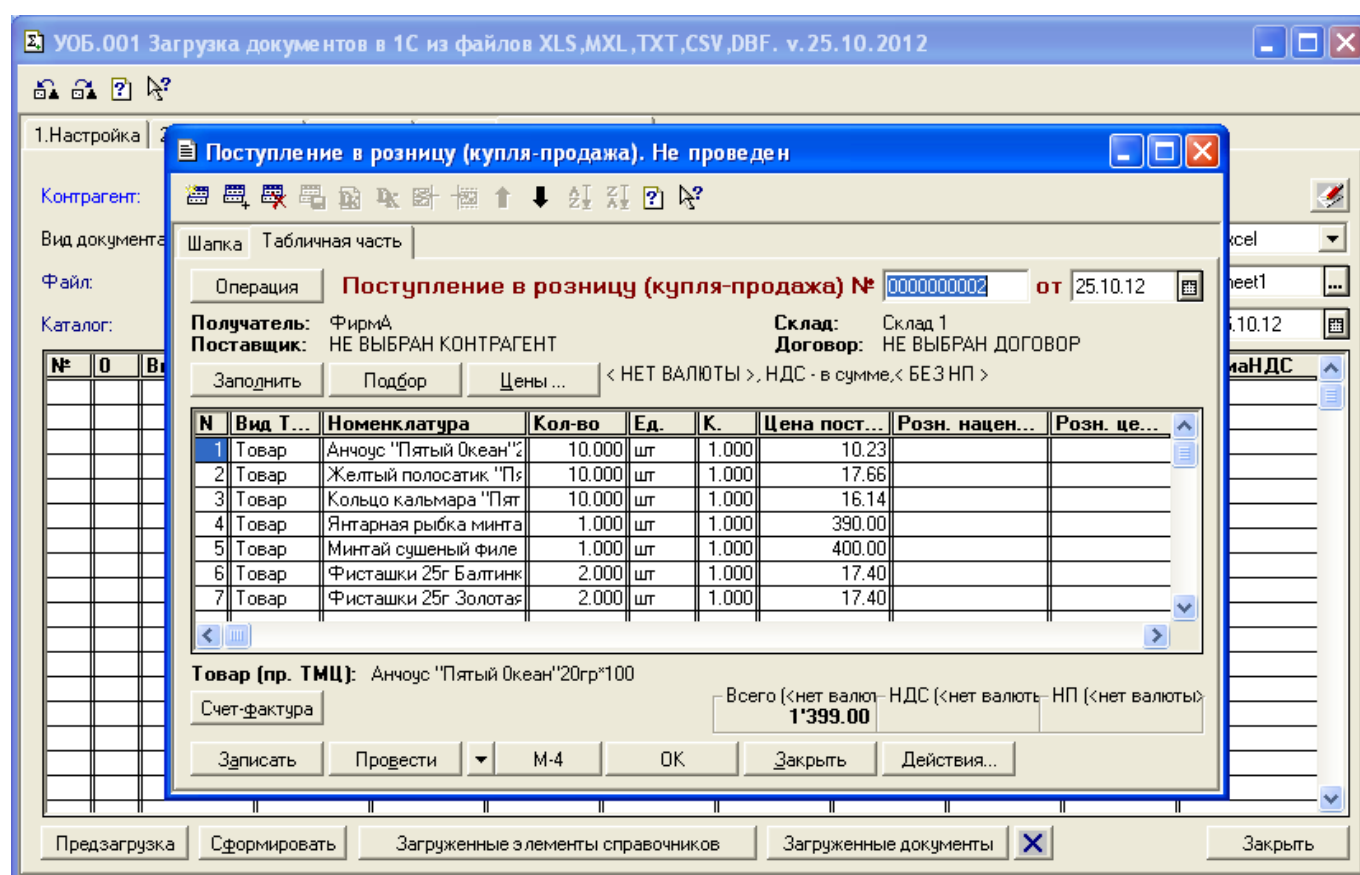 УОБ.001 Загрузка документов в 1С из файлов XLS,MXL,TXT,CSV,DBF. v.25.10.2012
1.Настройка
Поступление в розницу (купля-продажа). Не проведен
Контрагент:
Вид документа
Файл:
Каталог:
Шапка Табличная часть
Операция Поступление в розницу (купля-продажа) № 0000000002 от 25.10.12
Получатель: ФирмА Склад: Склад 1
Поставщик: НЕ ВЫБРАН КОНТРАГЕНТ Договор: НЕ ВЫБРАН ДОГОВОР
Заполнить Подбор Цены ... < НЕТ ВАЛЮТЫ >, НДС - в сумме,< БЕЗ НП >
N Вид Т... Номенклатура Кол-во Ед. К. Цена пост... Розн. нацен... Розн. це...
1 Товар Анчоус "Пятый Океан"2 10.000 шт 1.000 10.23
2 Товар Желтый полосатик "Пя 10.000 шт 1.000 17.66
3 Товар Кольцо кальмара "Пят 10.000 шт 1.000 16.14
4 Товар Янтарная рыбка минта 1.000 шт 1.000 390.00
5 Товар Минтай сушеный филе 1.000 шт 1.000 400.00
6 Товар Фисташки 25г Балтинк 2.000 шт 1.000 17.40
7 Товар Фисташки 25г Золотая 2.000 шт 1.000 17.40
Товар (пр. ТМЦ): Анчоус "Пятый Океан"20гр*100
Счет-фактура
Всего (<нет валют НДС (<нет валюты НП (<нет валюты>
1'399.00
Записать Провести М-4 OK Закрыть Действия...
№ О
Предзагрузка Сформировать Загруженные элементы справочников Загруженные документы X Закрыть